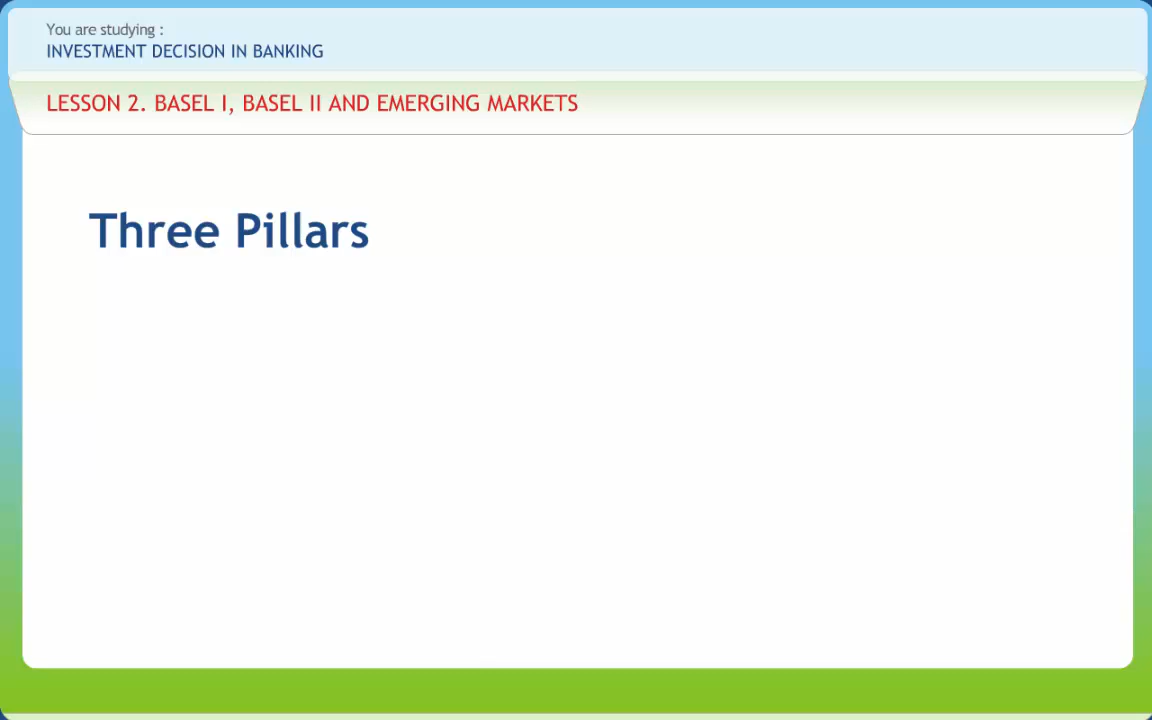 You are studying :
INVESTMENT DECISION IN BANKING
LESSON 2. BASEL I, BASEL II AND EMERGING MARKETS
Three Pillars